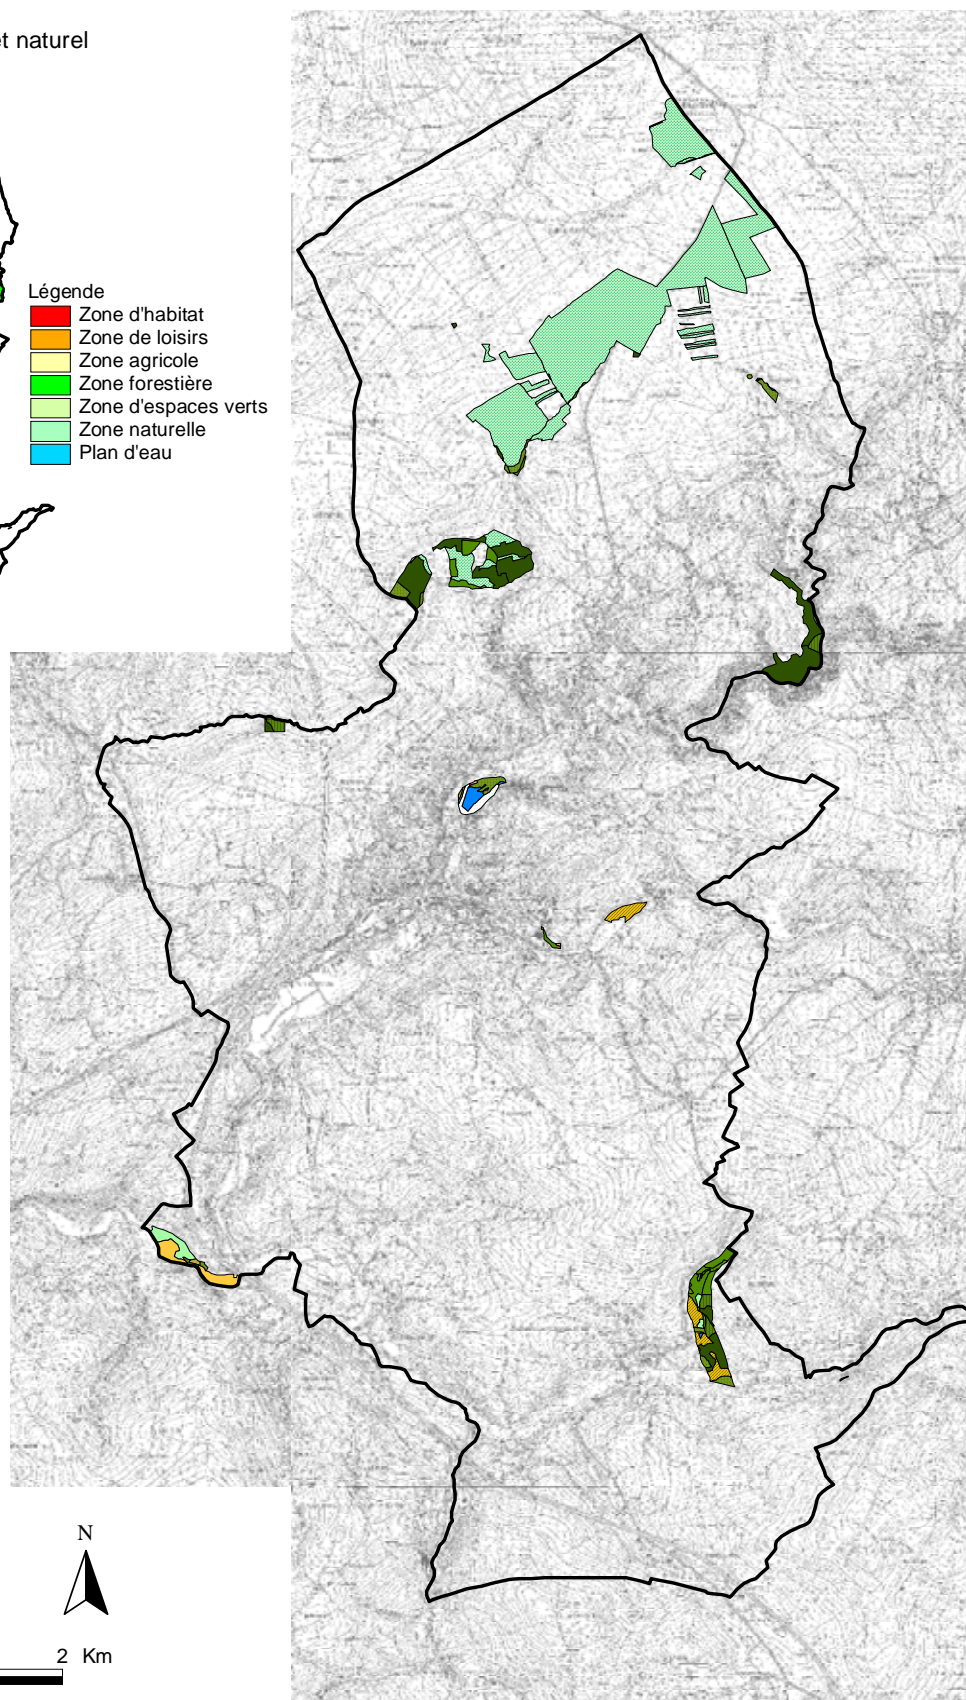 et naturel
Légende
Zone d'habitat
Zone de loisirs
Zone agricole
Zone forestière
Zone d'espaces verts
Zone naturelle
Plan d'eau
N
2 Km